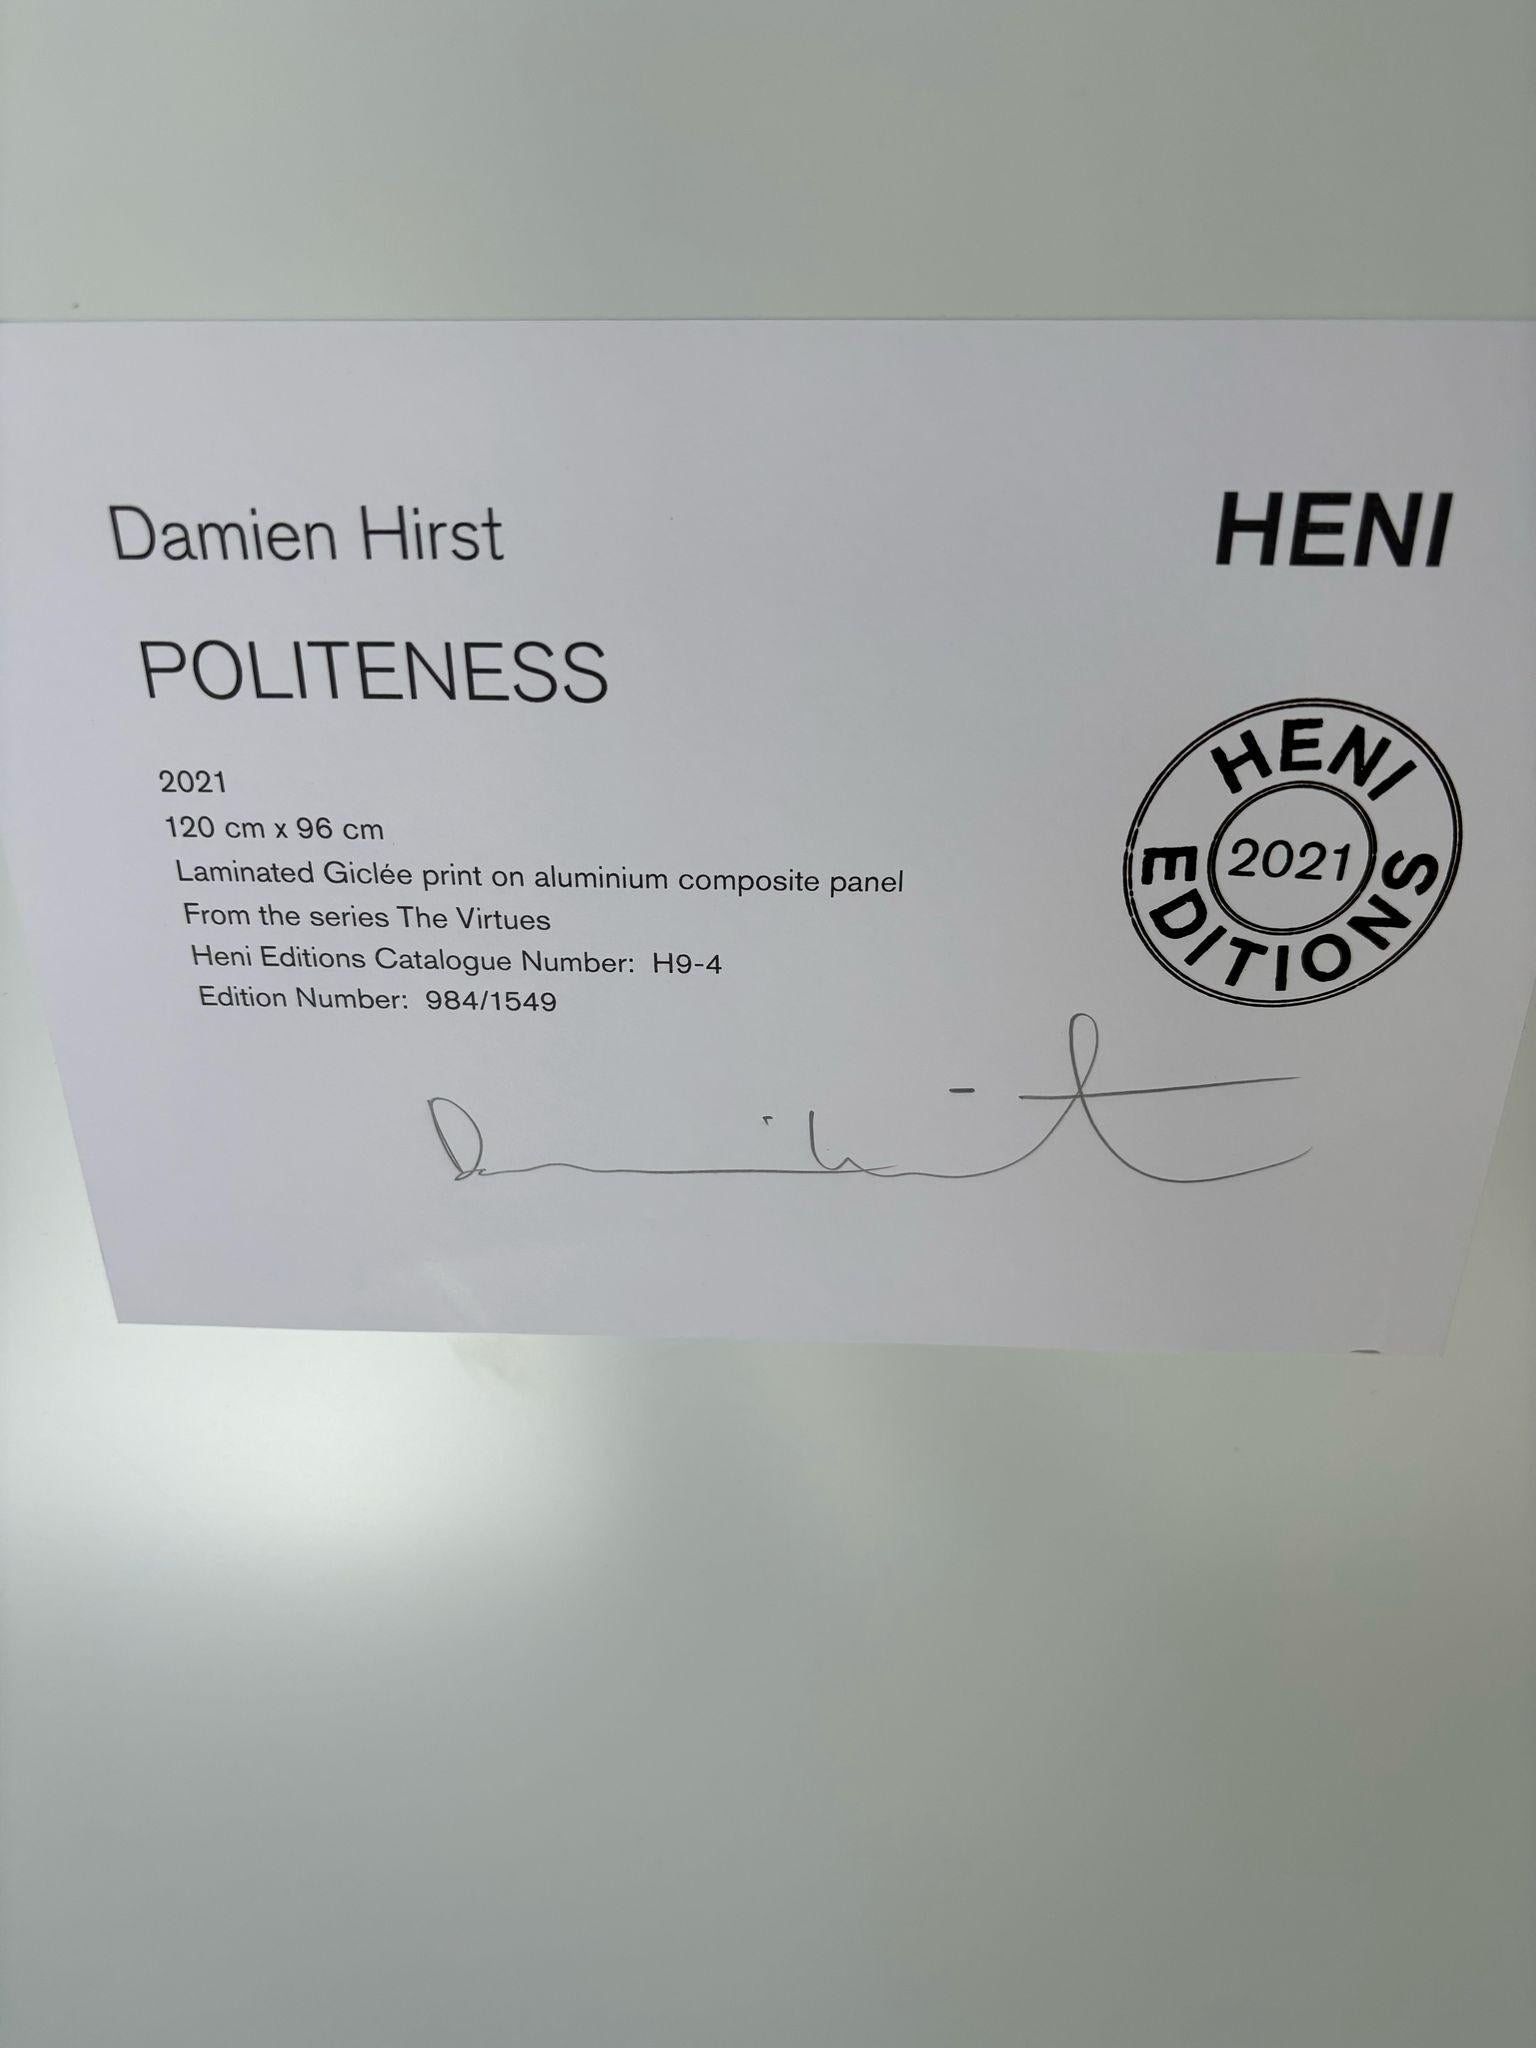 Damien Hirst
HENI
POLITENESS
2021
120 cm x 96 cm
Laminated Giclée print on aluminium composite panel
From the series The Virtues
Heni Editions Catalogue Number: H9-4
Edition Number: 984/1549
HENI EDITIONS
2021